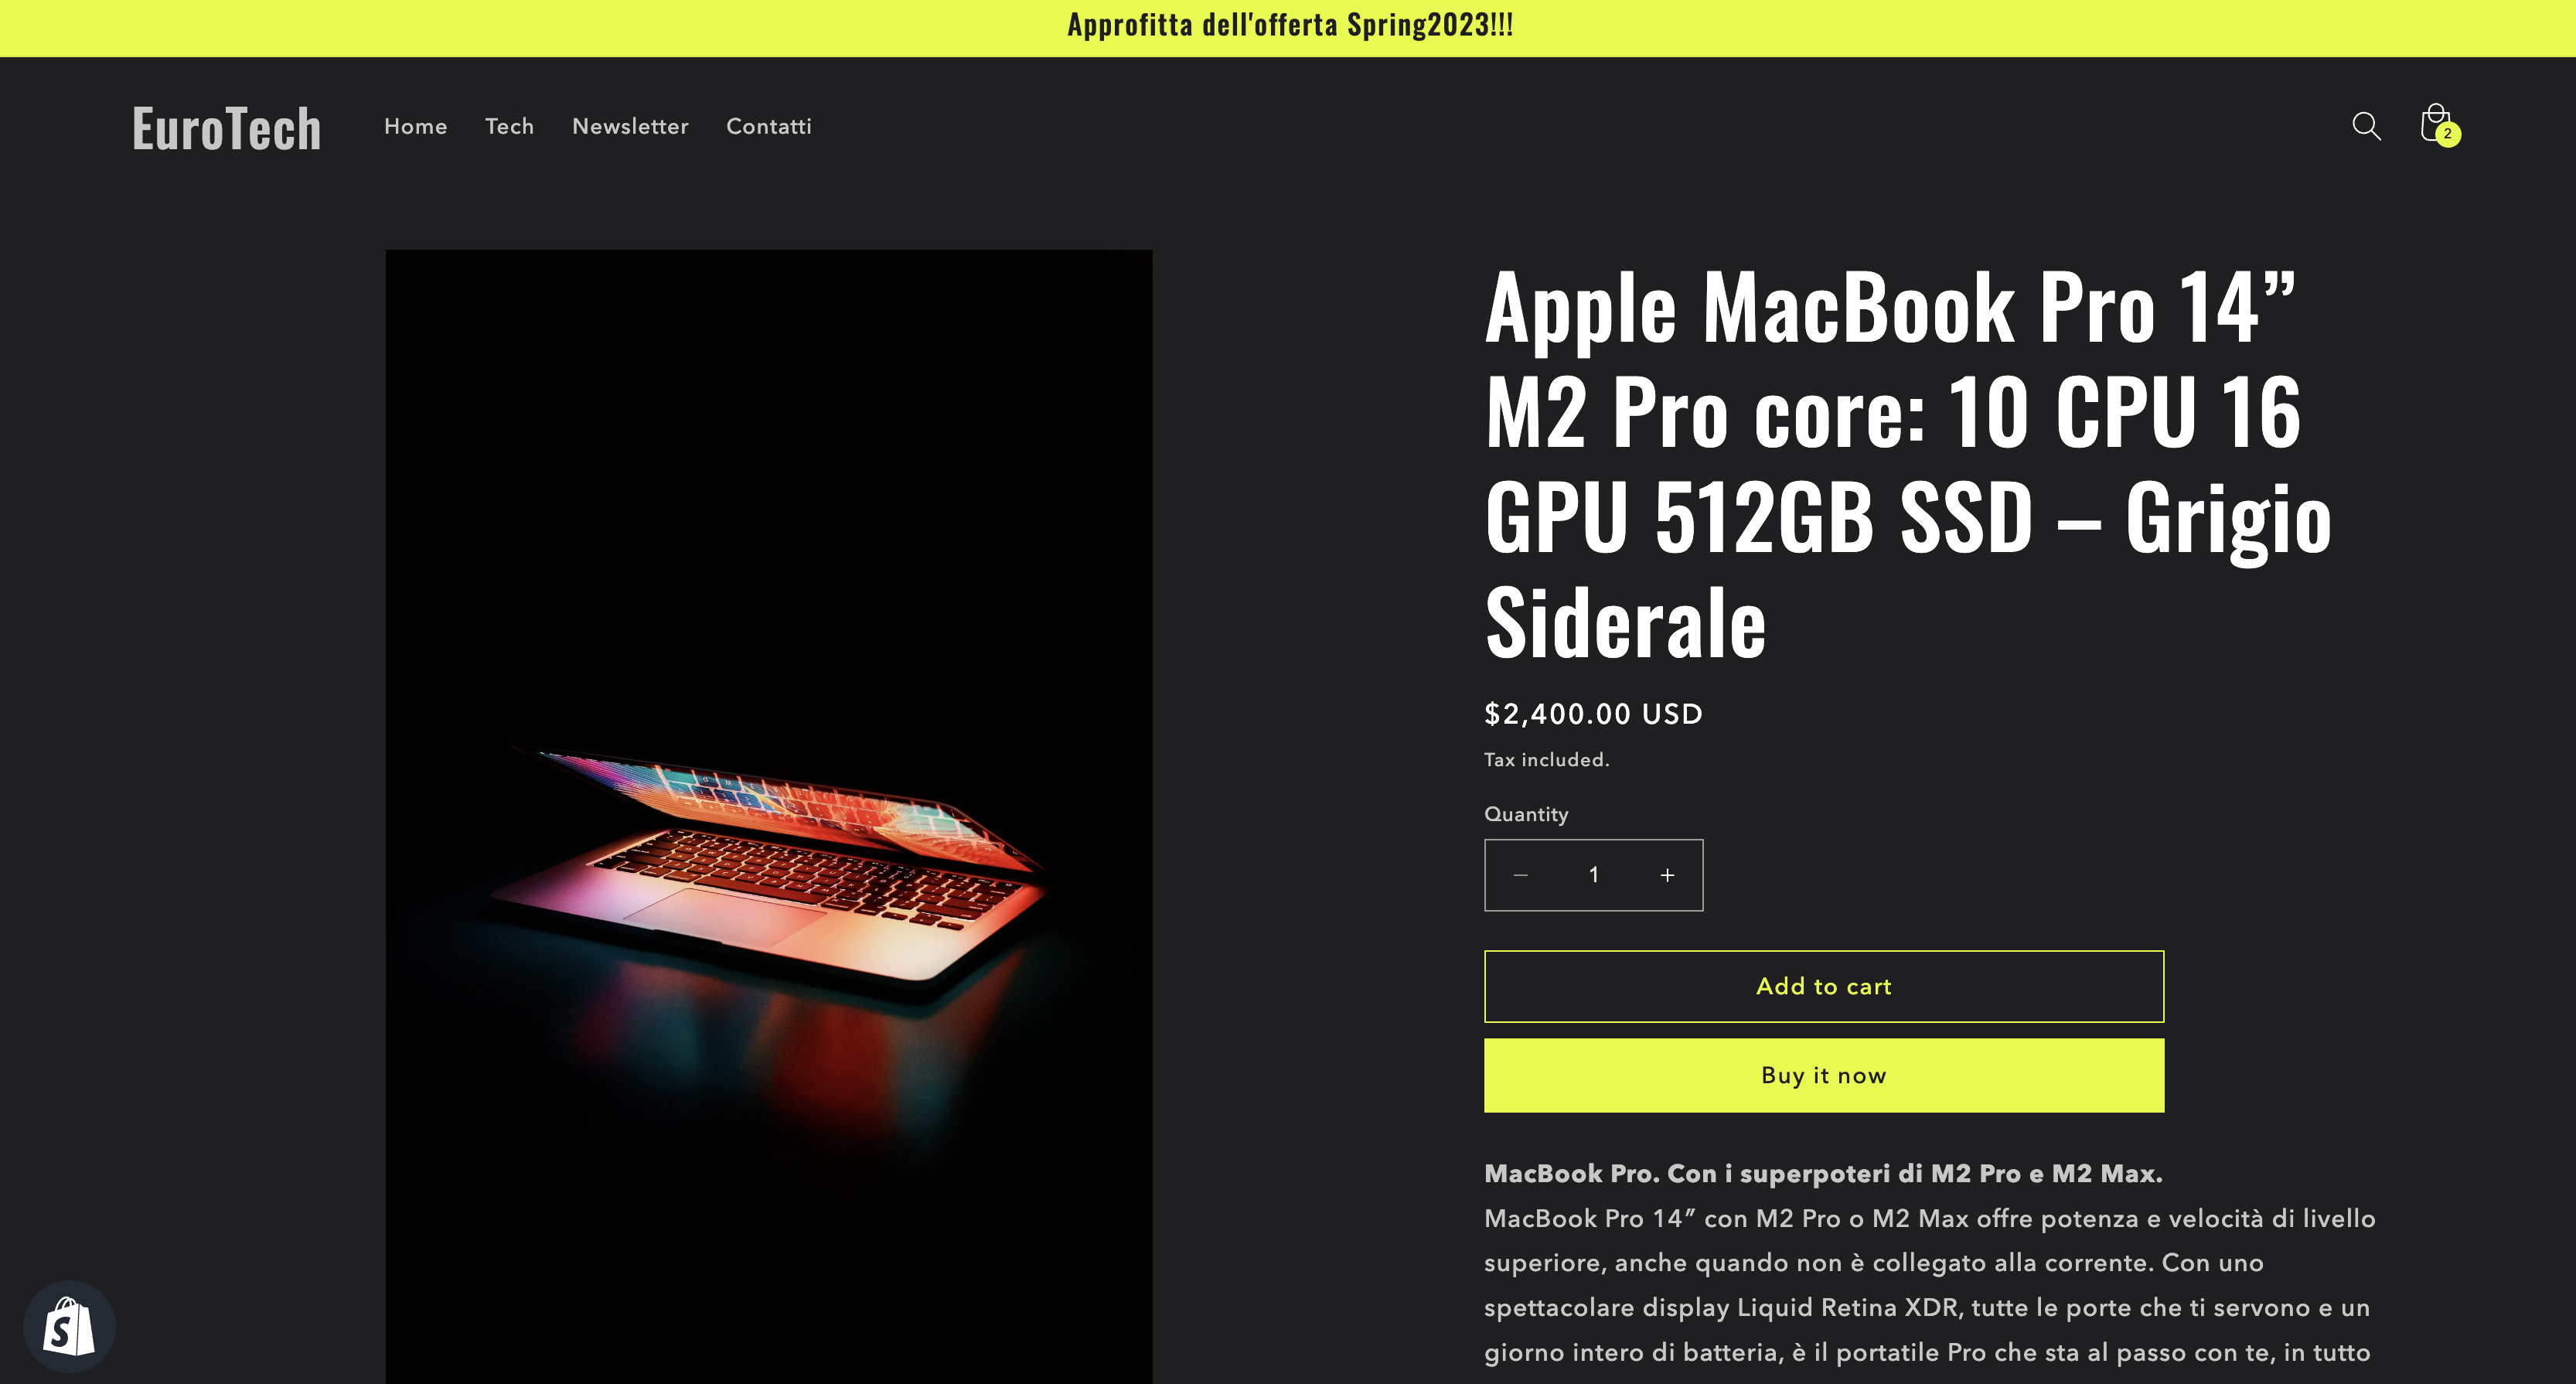 Approfitta dell'offerta Spring2023!!!
EuroTech
Home
Tech
Newsletter
Contatti
2
Apple MacBook Pro 14”
M2 Pro core: 10 CPU 16
GPU 512GB SSD – Grigio
Siderale
$2,400.00 USD
Tax included.
Quantity
− 1 +
Add to cart
Buy it now
MacBook Pro. Con i superpoteri di M2 Pro e M2 Max.
MacBook Pro 14″ con M2 Pro o M2 Max offre potenza e velocità di livello
superiore, anche quando non è collegato alla corrente. Con uno
spettacolare display Liquid Retina XDR, tutte le porte che ti servono e un
giorno intero di batteria, è il portatile Pro che sta al passo con te, in tutto